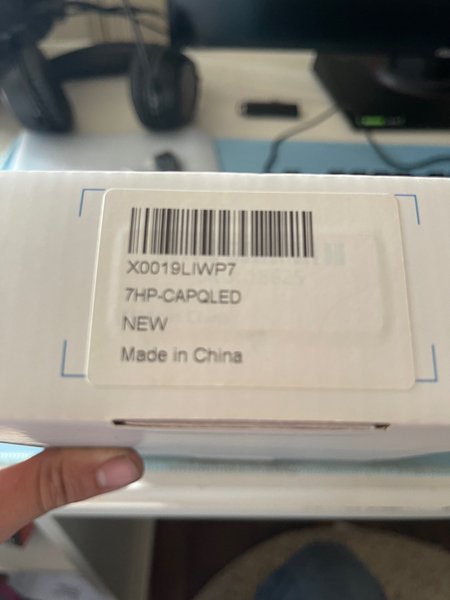 X0019LIWP7
7HP-CAPQLED
NEW
Made in China